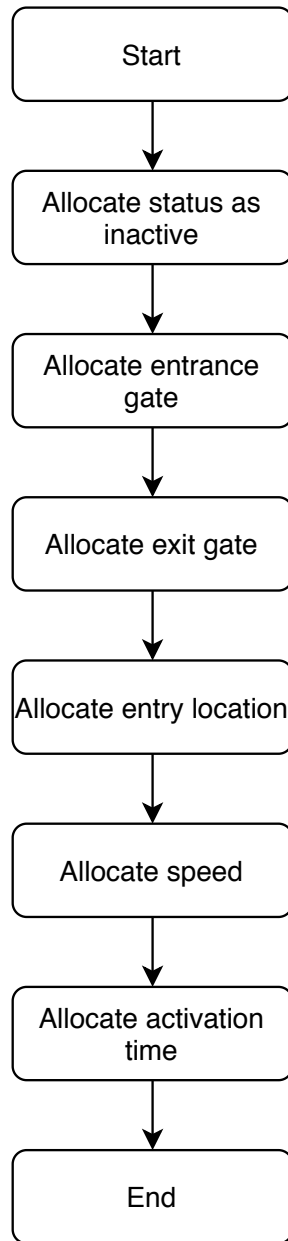 Start
Allocate status as
inactive
Allocate entrance
gate
Allocate exit gate
Allocate entry location
Allocate speed
Allocate activation
time
End